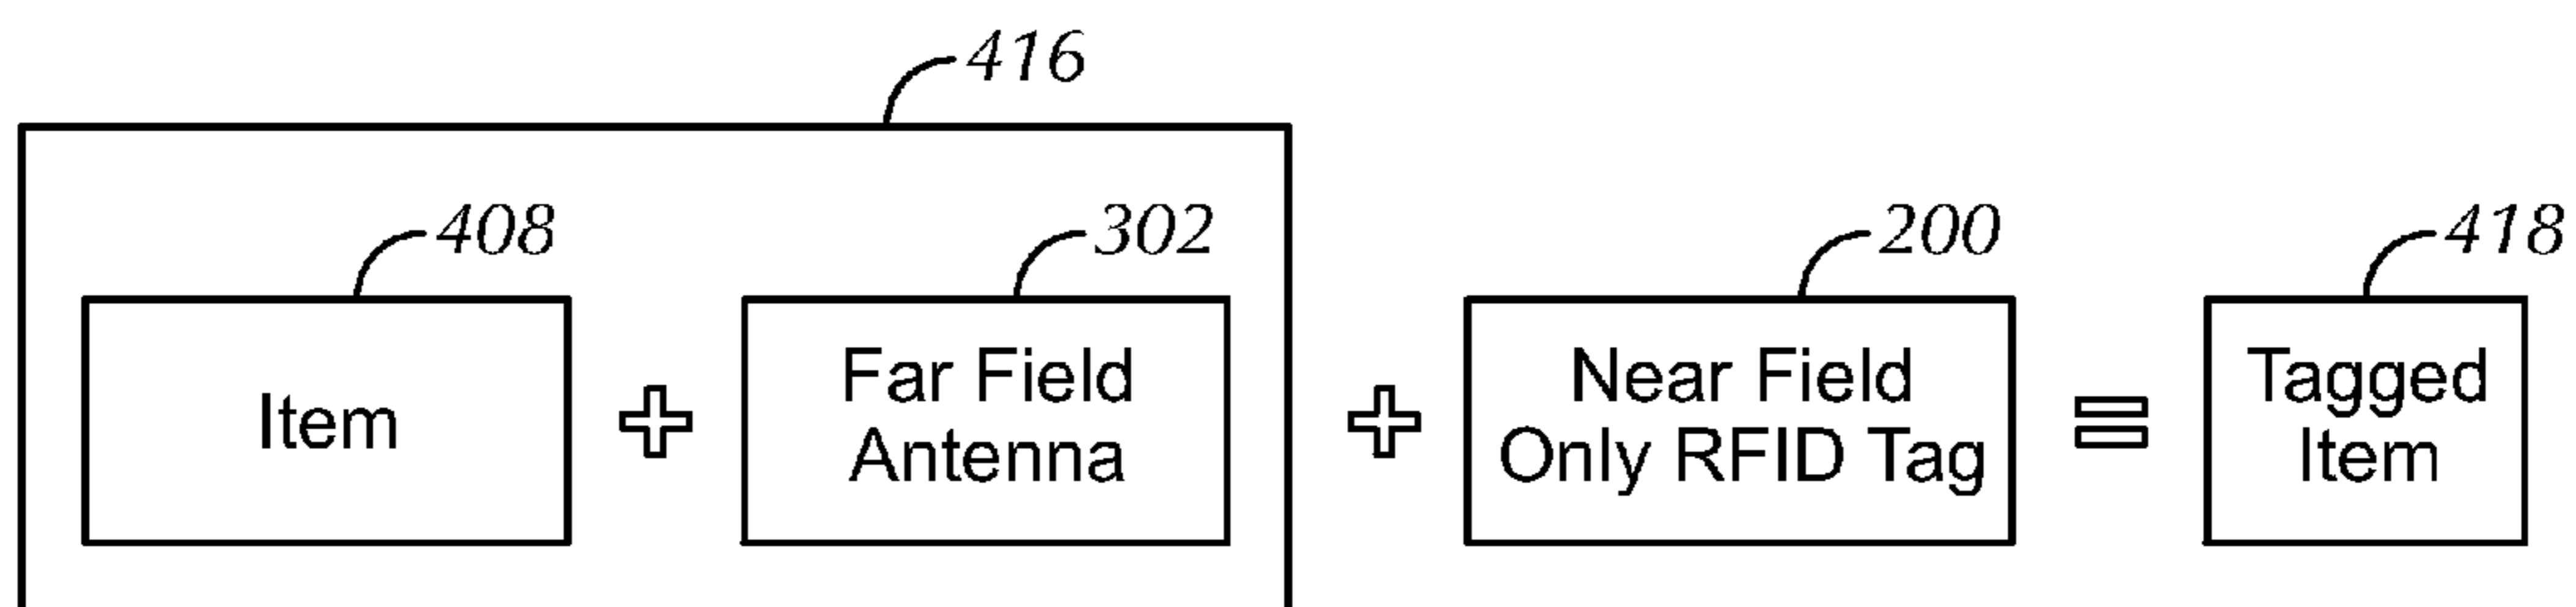 416
408
302
200
418
Item
+
Far Field
Antenna
+
Near Field
Only RFID Tag
=
Tagged
Item